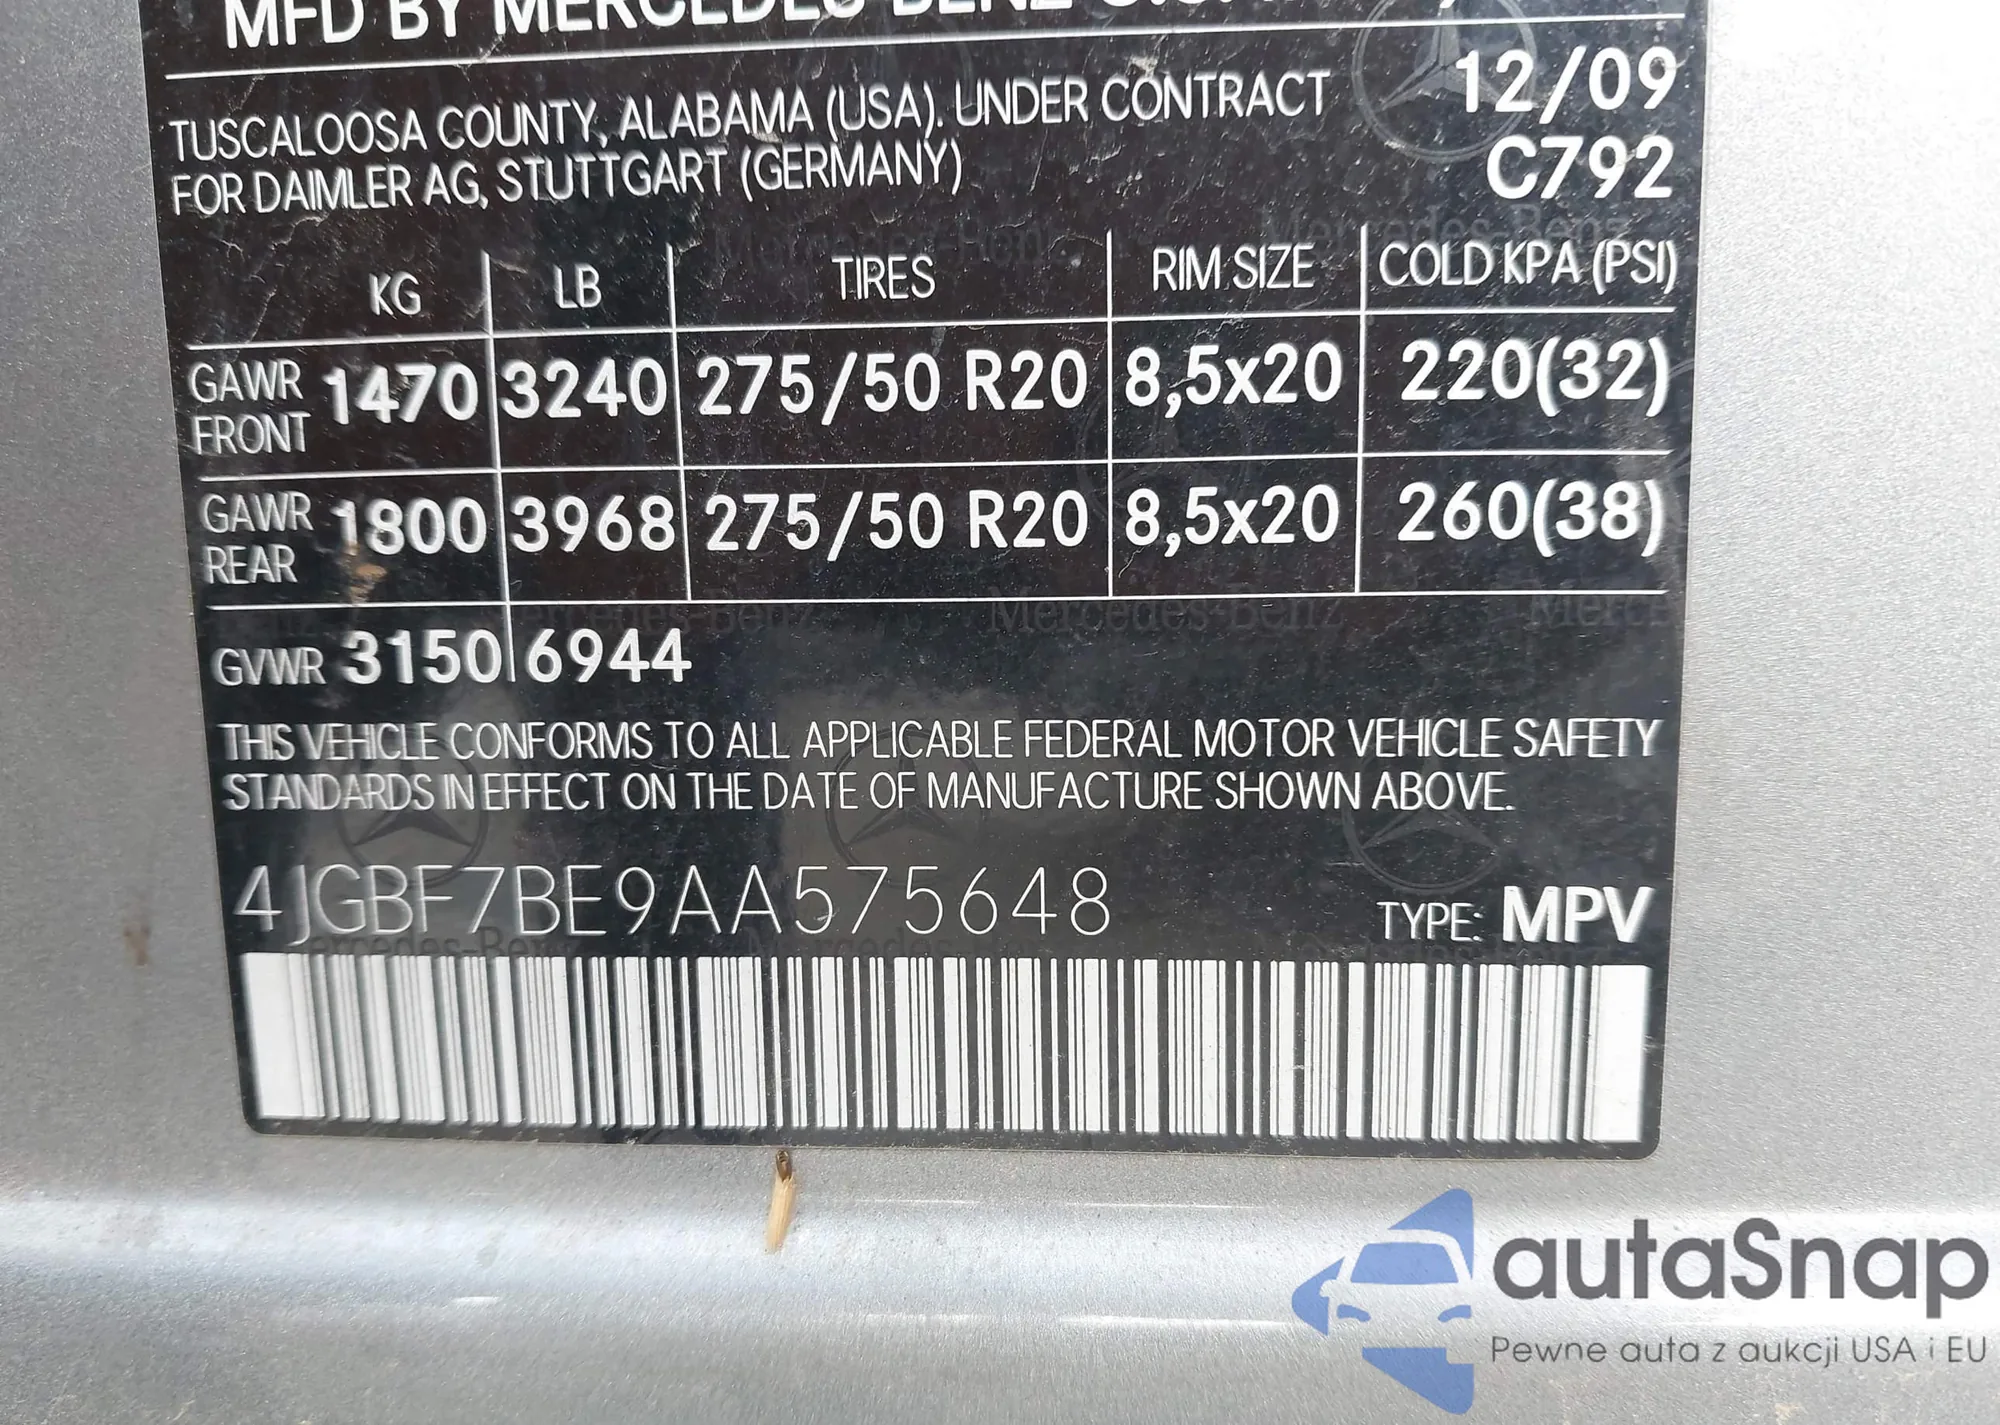 MFD BY MERCEDES-BENZ
TUSCALOOSA COUNTY, ALABAMA (USA). UNDER CONTRACT
FOR DAIMLER AG, STUTTGART (GERMANY)
12/09
C792
KG LB TIRES RIM SIZE COLD KPA (PSI)
GAWR FRONT 1470 3240 275/50 R20 8,5x20 220(32)
GAWR REAR 1800 3968 275/50 R20 8,5x20 260(38)
GVWR 3150 6944
THIS VEHICLE CONFORMS TO ALL APPLICABLE FEDERAL MOTOR VEHICLE SAFETY
STANDARDS IN EFFECT ON THE DATE OF MANUFACTURE SHOWN ABOVE.
4JGBF7BE9AA575648
TYPE: MPV
autaSnap
Pewne auta z aukcji USA i EU